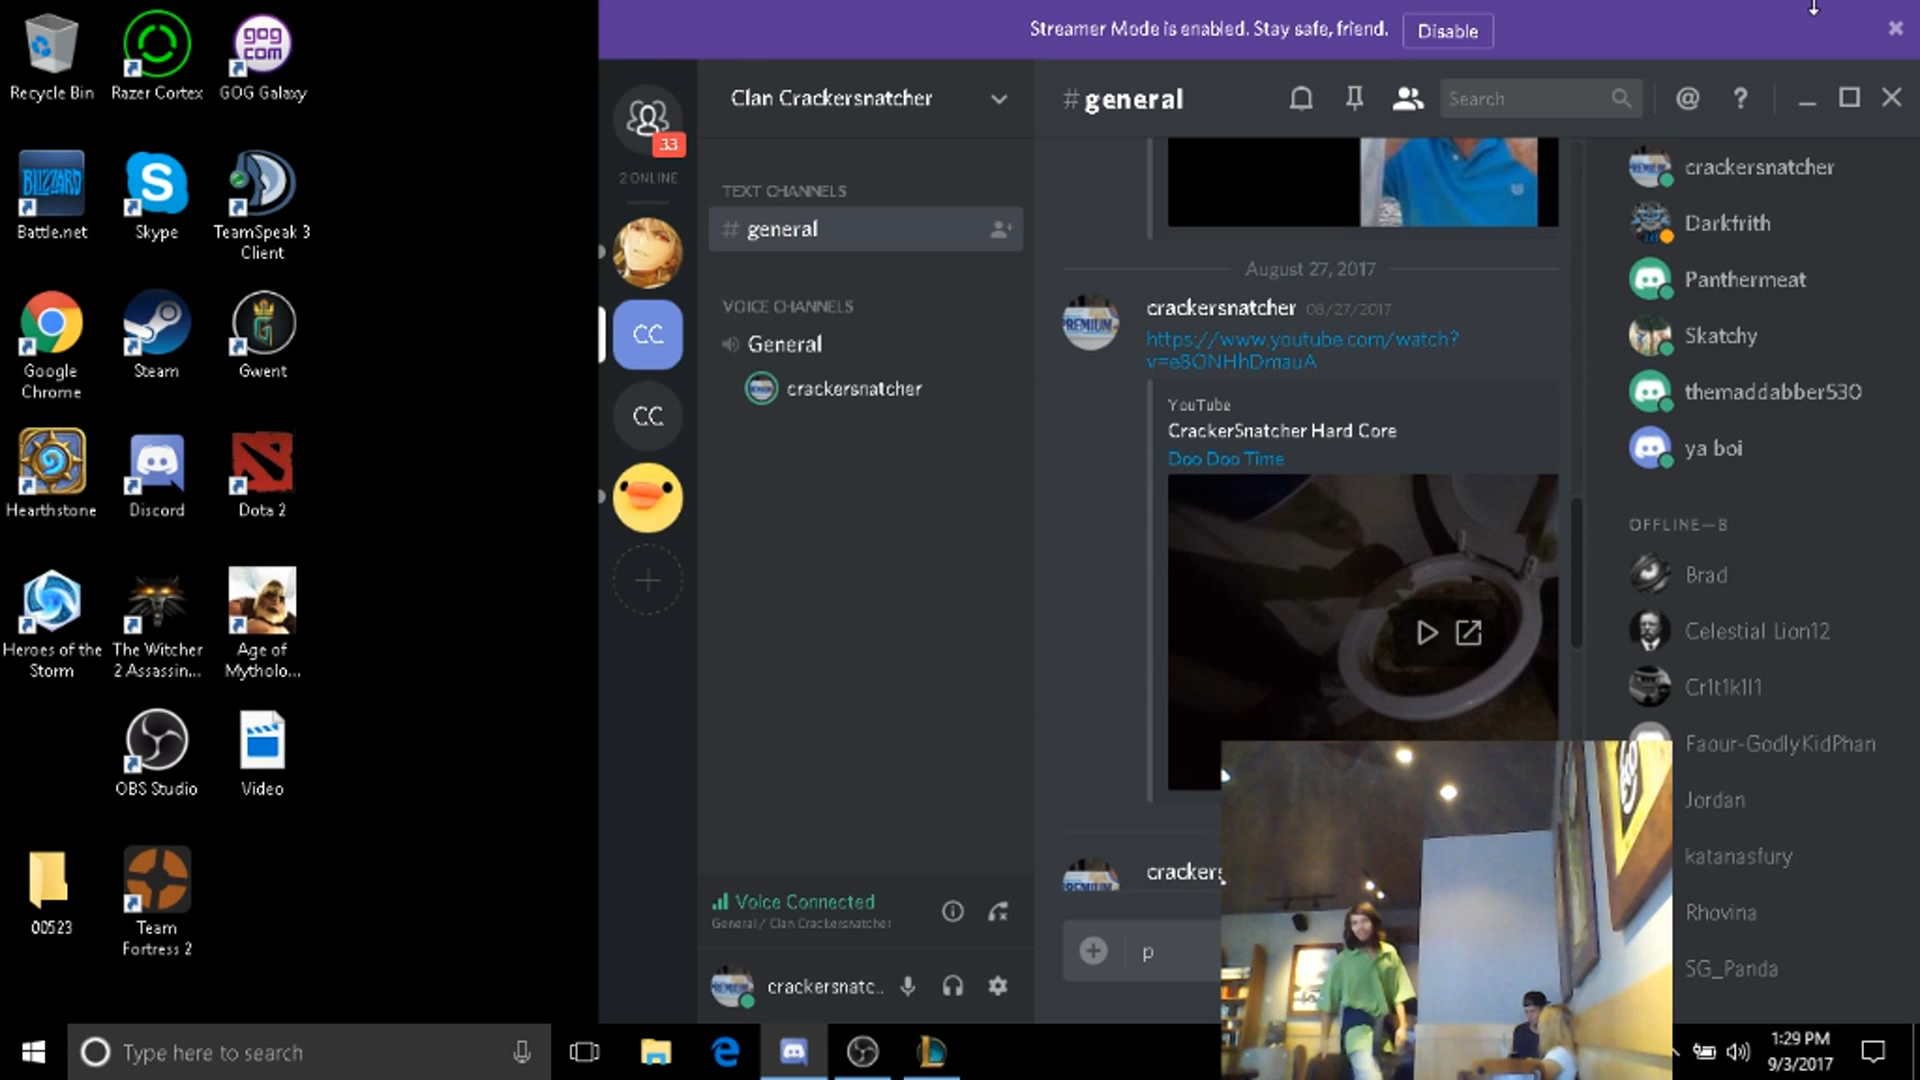 Streamer Mode is enabled. Stay safe, friend.
Disable
Recycle Bin
Razer Cortex
gog
com
GOG Galaxy
BLIZZARD
Battle.net
Skype
TeamSpeak 3
Client
Google
Chrome
Steam
Gwent
Hearthstone
Discord
Dota 2
Heroes of the
Storm
The Witcher
2 Assassin...
Age of
Mytholo...
OBS Studio
Video
00523
Team
Fortress 2
33
2 ONLINE
CC
CC
Clan Crackersnatcher
TEXT CHANNELS
# general
VOICE CHANNELS
General
crackersnatcher
Voice Connected
General / Clan Crackersnatcher
crackersnatc...
#general
Search
August 27, 2017
PREMIUM
crackersnatcher 08/27/2017
https://www.youtube.com/watch?
v=e8ONHhDmauA
YouTube
CrackerSnatcher Hard Core
Doo Doo Time
crackers
p
crackersnatcher
Darkfrith
Panthermeat
Skatchy
themaddabber530
ya boi
OFFLINE—8
Brad
Celestial Lion12
Cr1t1k1l1
Faour-GodlyKidPhan
Jordan
katanasfury
Rhovina
SG_Panda
Type here to search
1:29 PM
9/3/2017